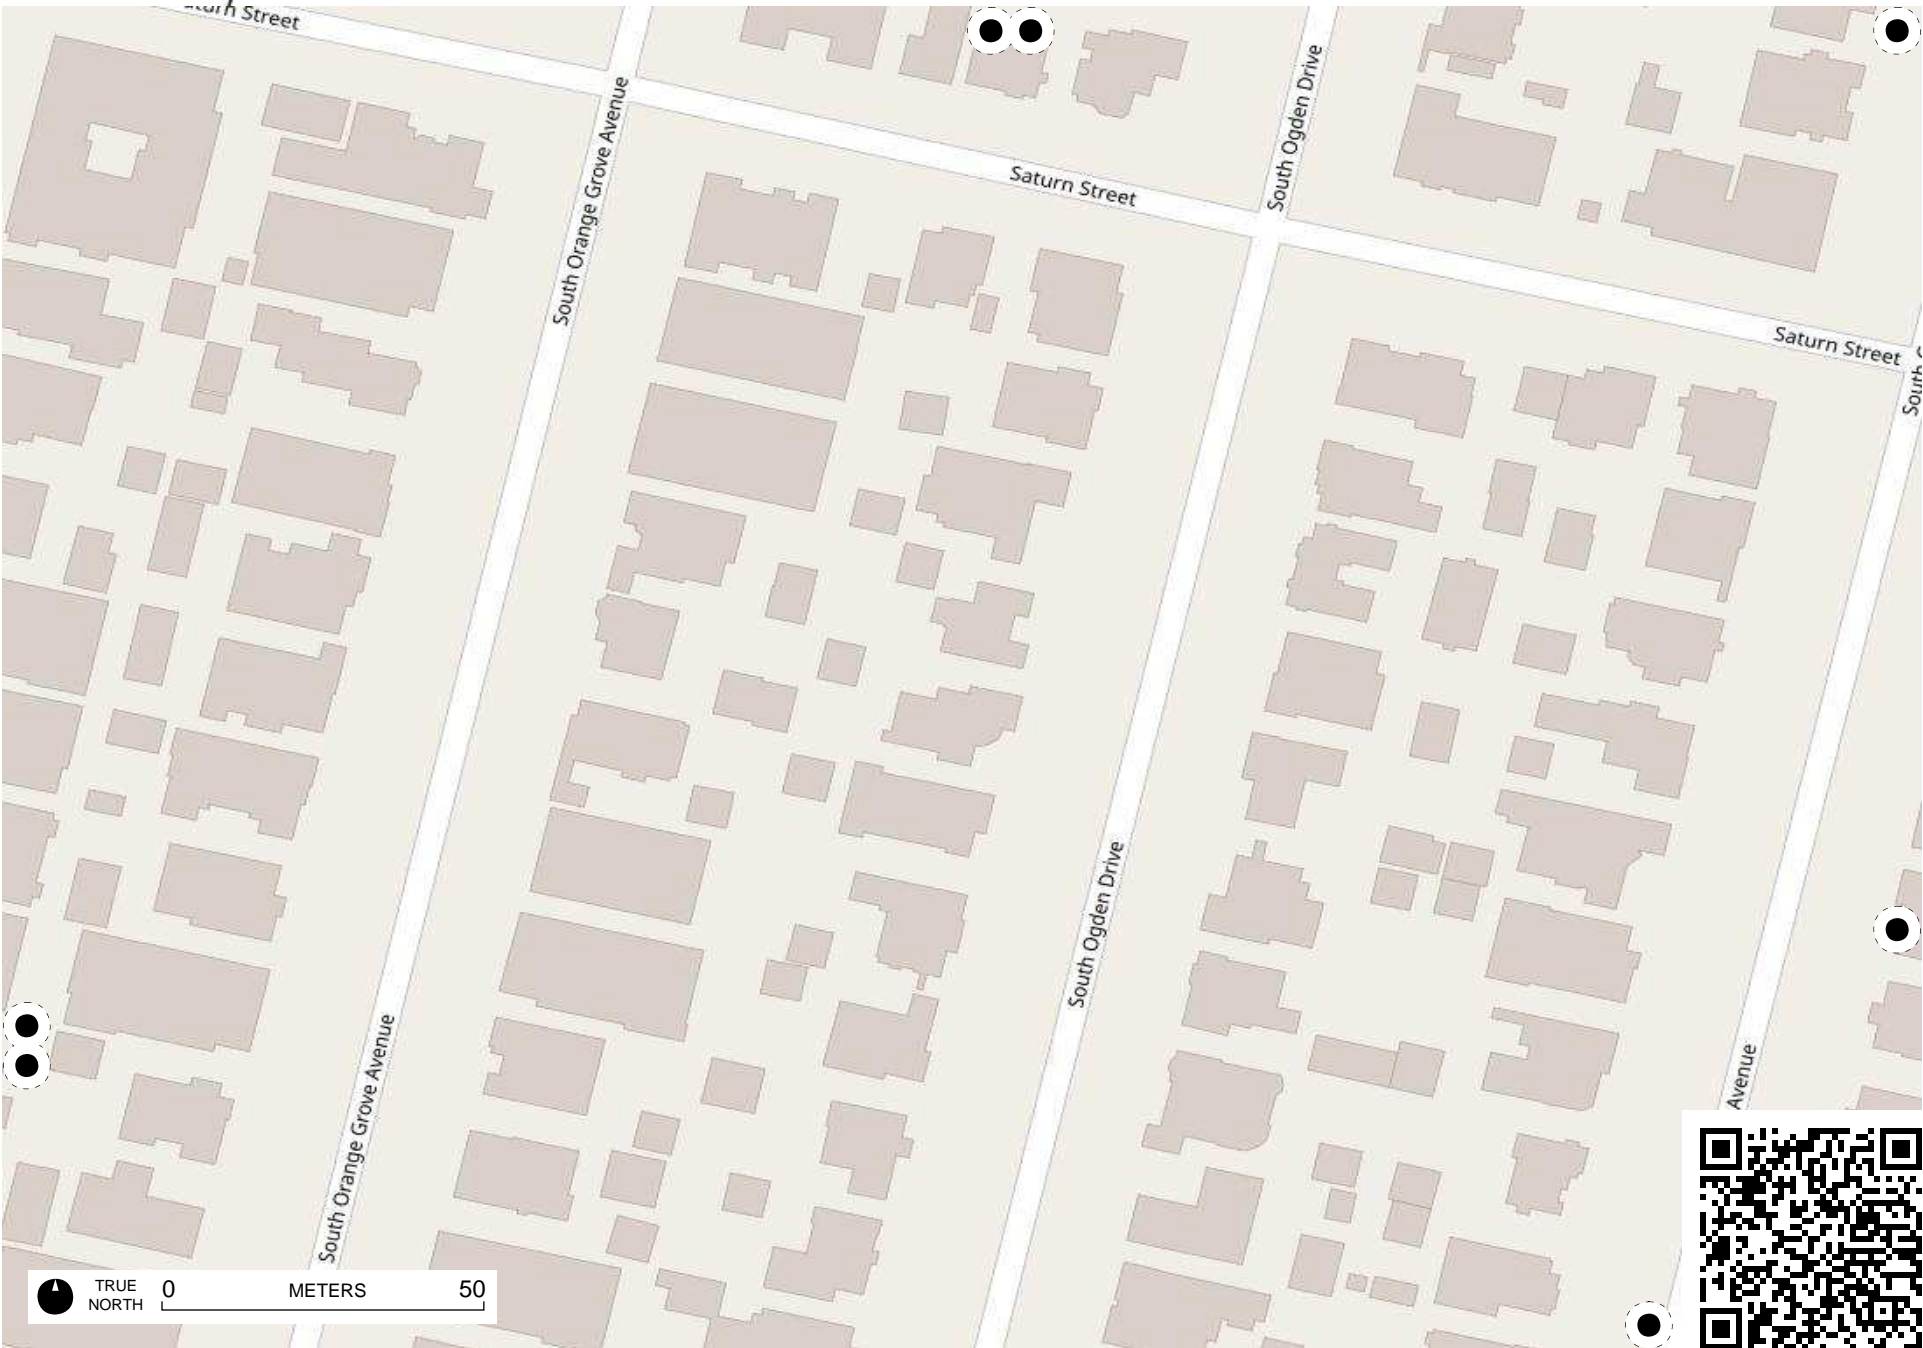 Saturn Street
South Orange Grove Avenue
South Ogden Drive
Saturn Street
Saturn Street
South
South Ogden Drive
South Orange Grove Avenue
Avenue
TRUE
NORTH
0 METERS 50